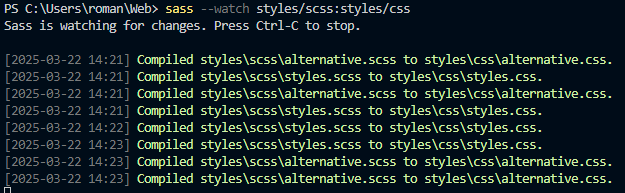 PS C:\Users\roman\Web> sass --watch styles/scss:styles/css
Sass is watching for changes. Press Ctrl-C to stop.
[2025-03-22 14:21] Compiled styles\scss\alternative.scss to styles\css\alternative.css.
[2025-03-22 14:21] Compiled styles\scss\styles.scss to styles\css\styles.css.
[2025-03-22 14:21] Compiled styles\scss\alternative.scss to styles\css\alternative.css.
[2025-03-22 14:21] Compiled styles\scss\styles.scss to styles\css\styles.css.
[2025-03-22 14:22] Compiled styles\scss\styles.scss to styles\css\styles.css.
[2025-03-22 14:23] Compiled styles\scss\styles.scss to styles\css\styles.css.
[2025-03-22 14:23] Compiled styles\scss\alternative.scss to styles\css\alternative.css.
[2025-03-22 14:23] Compiled styles\scss\alternative.scss to styles\css\alternative.css.